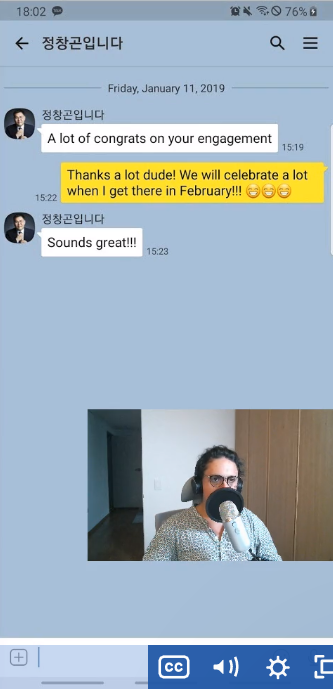 18:02 76%
정창곤입니다
Friday, January 11, 2019
정창곤입니다
A lot of congrats on your engagement
15:19
Thanks a lot dude! We will celebrate a lot
when I get there in February!!! 😁😁😁
15:22
정창곤입니다
Sounds great!!!
15:23
CC